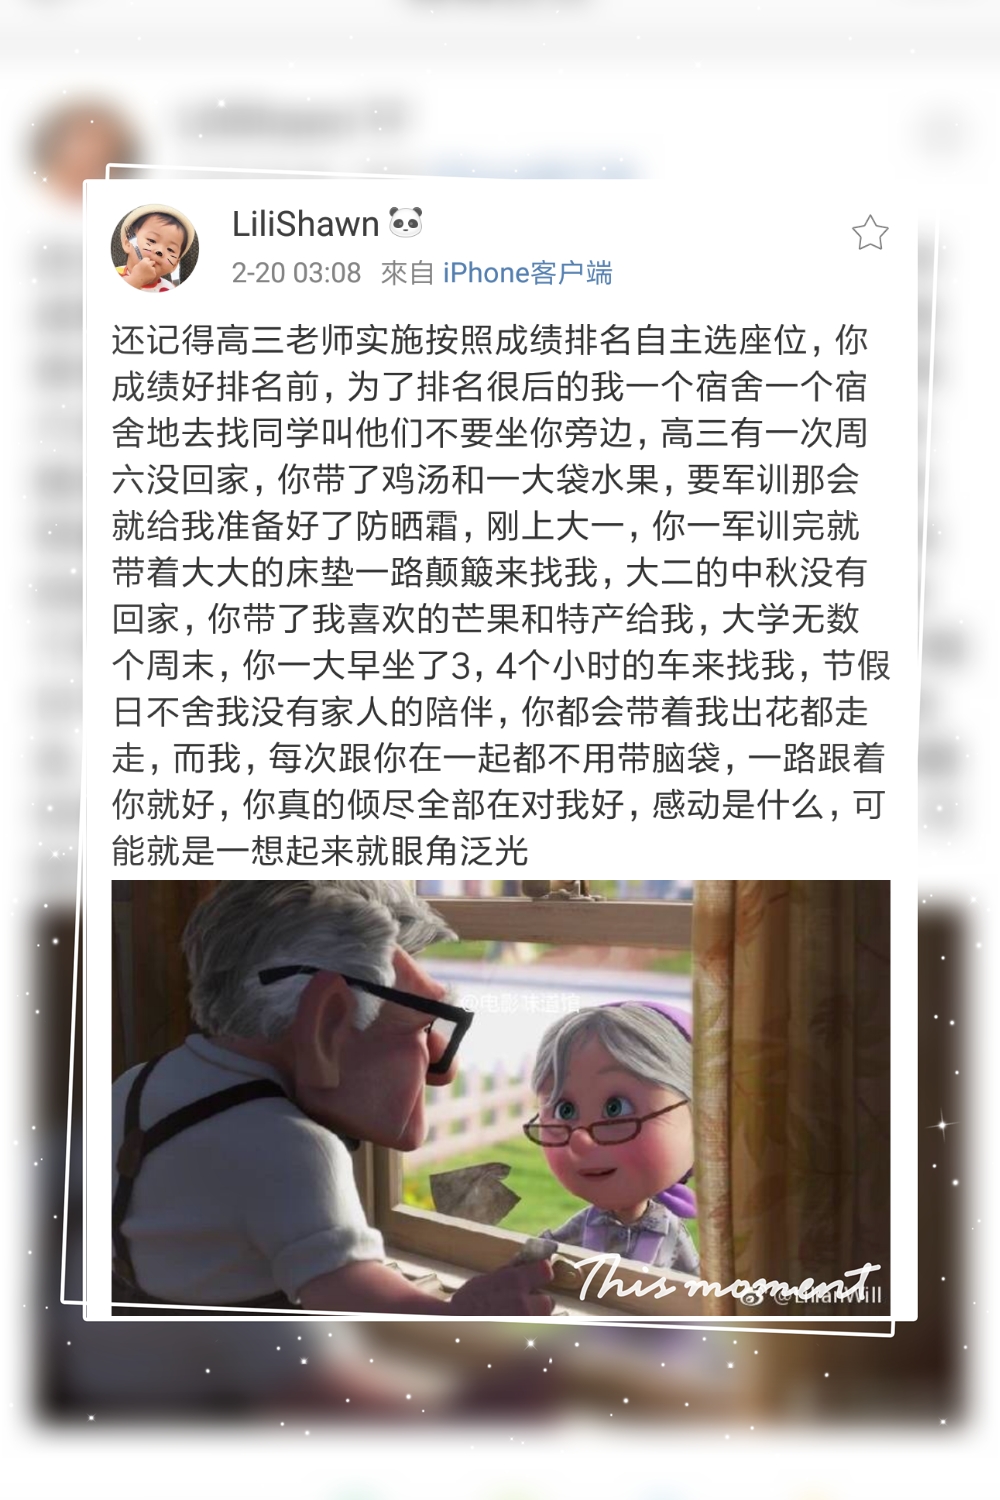 LiliShawn🐼
2-20 03:08 來自 iPhone客户端
还记得高三老师实施按照成绩排名自主选座位，你
成绩好排名前，为了排名很后的我一个宿舍一个宿
舍地去找同学叫他们不要坐你旁边，高三有一次周
六没回家，你带了鸡汤和一大袋水果，要军训那会
就给我准备好了防晒霜，刚上大一，你一军训完就
带着大大的床垫一路颠簸来找我，大二的中秋没有
回家，你带了我喜欢的芒果和特产给我，大学无数
个周末，你一大早坐了3，4个小时的车来找我，节假
日不舍我没有家人的陪伴，你都会带着我出花都走
走，而我，每次跟你在一起都不用带脑袋，一路跟着
你就好，你真的倾尽全部在对我好，感动是什么，可
能就是一想起来就眼角泛光
@电影味道馆
This moment